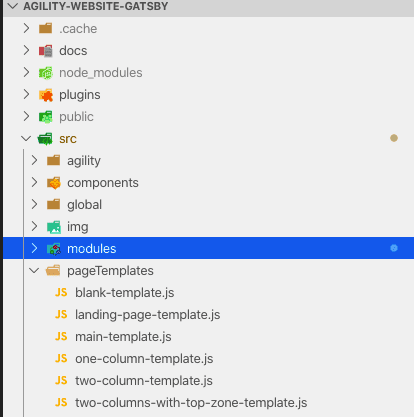 AGILITY-WEBSITE-GATSBY
.cache
docs
node_modules
plugins
public
src
agility
components
global
img
modules
pageTemplates
JS blank-template.js
JS landing-page-template.js
JS main-template.js
JS one-column-template.js
JS two-column-template.js
JS two-columns-with-top-zone-template.js